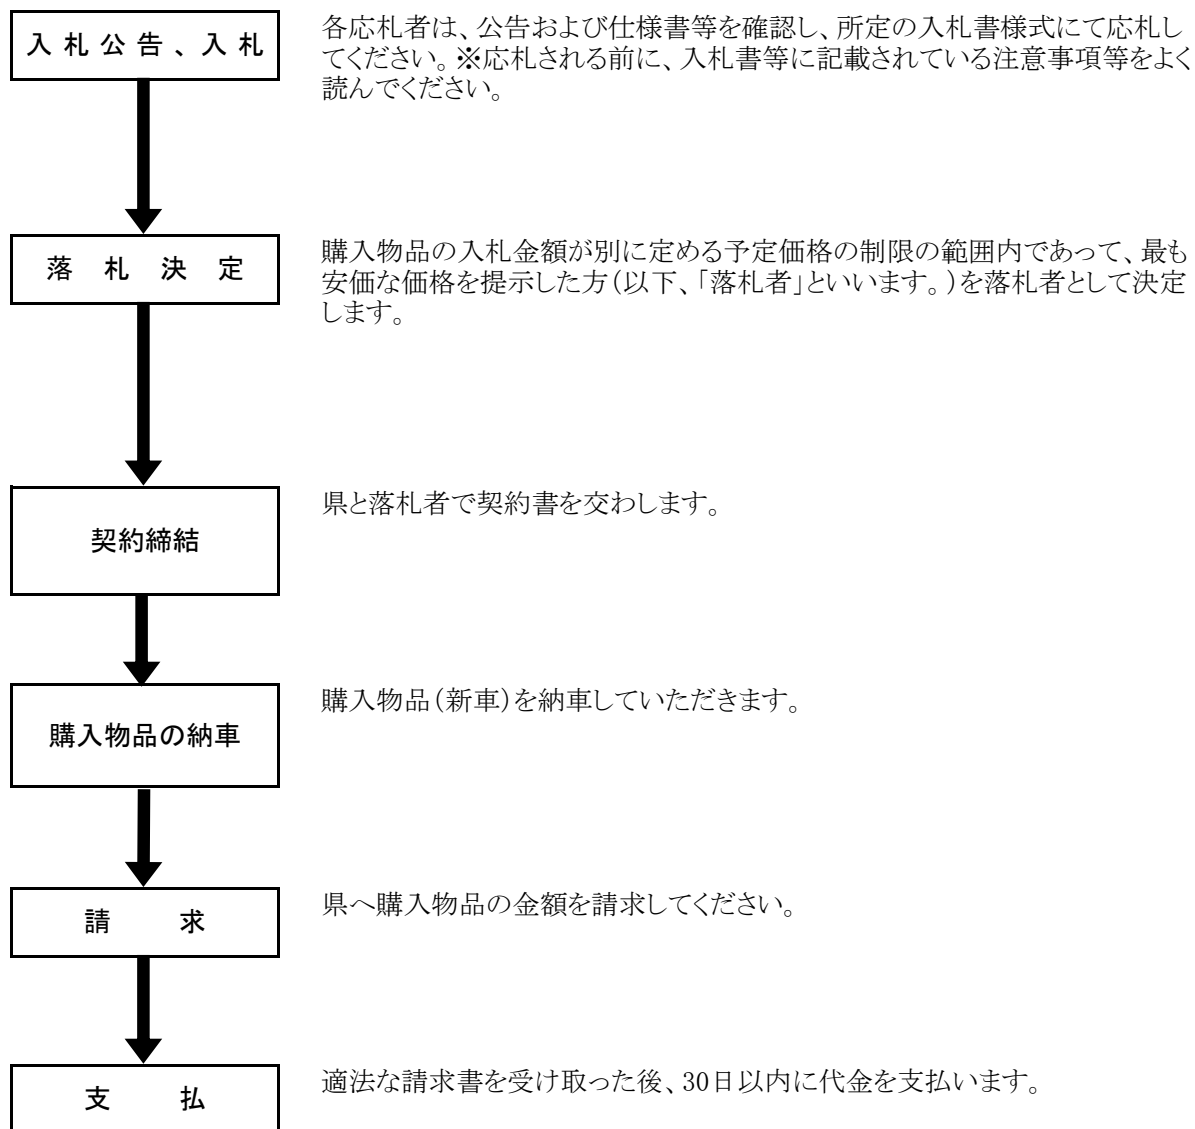 入札公告、入札
各応札者は、公告および仕様書等を確認し、所定の入札書様式にて応札し
てください。※応札される前に、入札書等に記載されている注意事項等をよく
読んでください。
落札決定
購入物品の入札金額が別に定める予定価格の制限の範囲内であって、最も
安価な価格を提示した方（以下、「落札者」といいます。）を落札者として決定
します。
契約締結
県と落札者で契約書を交わします。
購入物品の納車
購入物品（新車）を納車していただきます。
請求
県へ購入物品の金額を請求してください。
支払
適法な請求書を受け取った後、30日以内に代金を支払います。